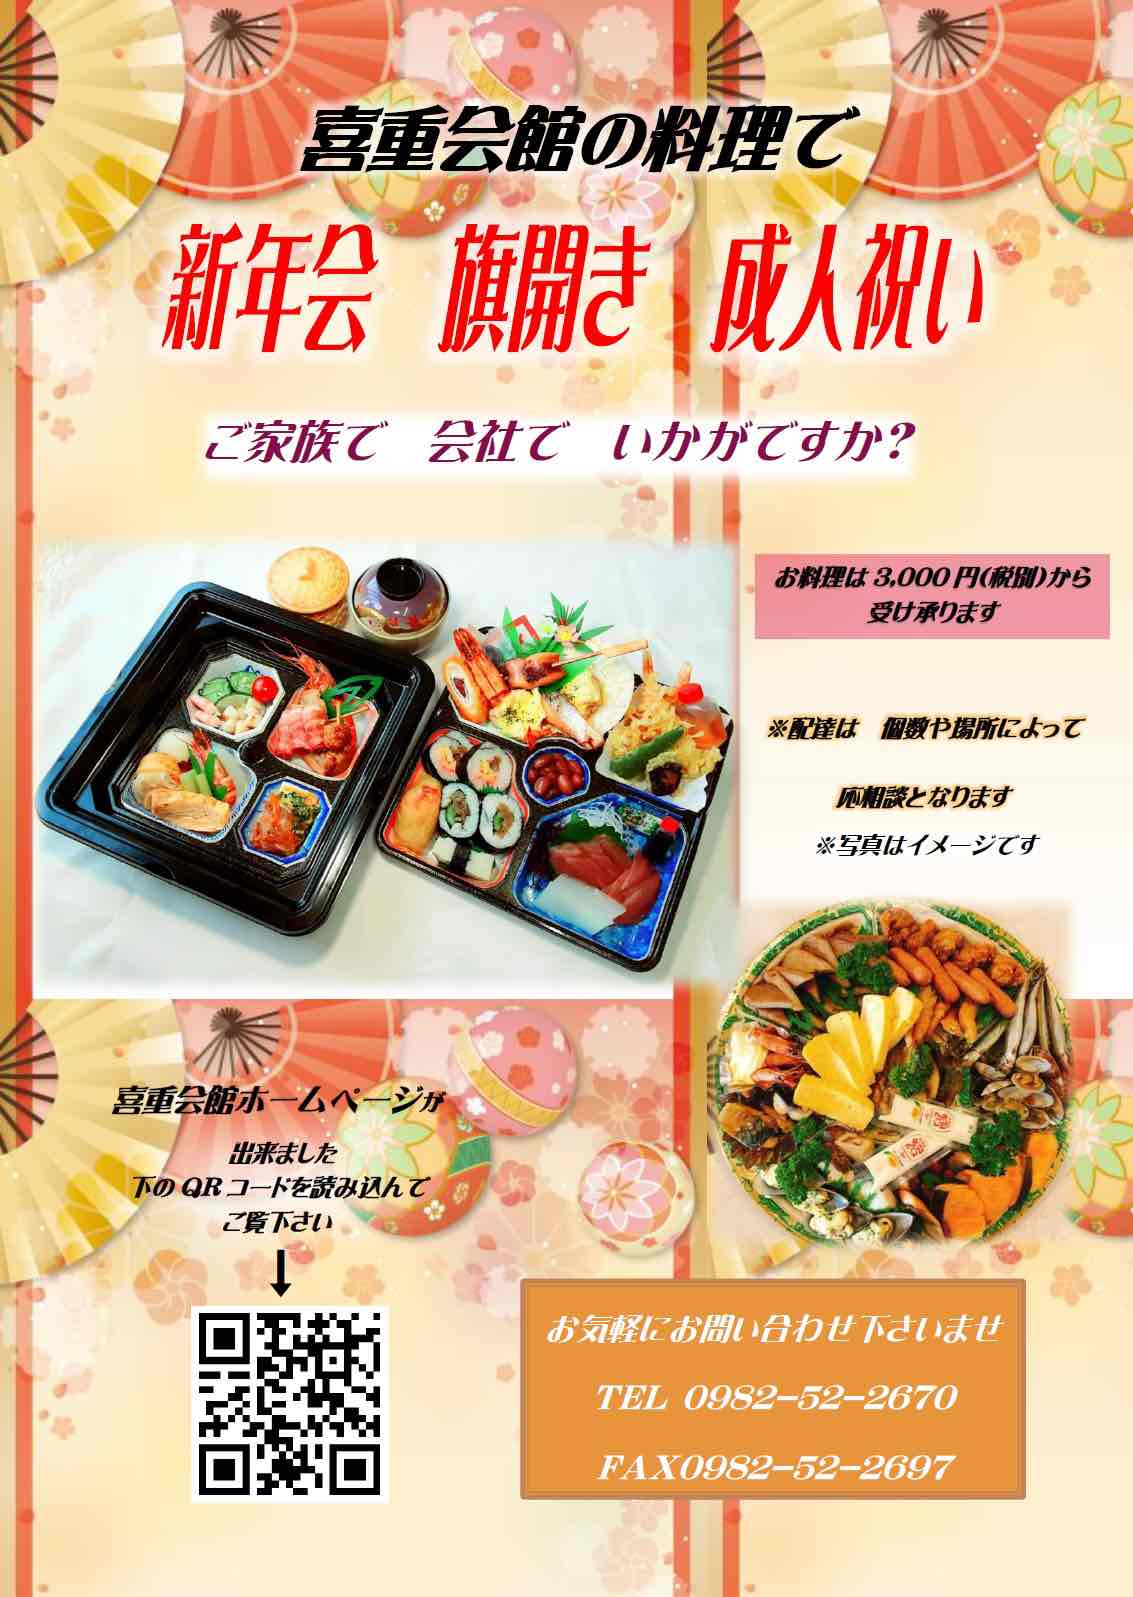 喜重会館の料理で
新年会　旗開き　成人祝い
ご家族で　会社で　いかがですか?
お料理は 3,000 円(税別)から
受け承ります
※配達は　個数や場所によって
応相談となります
※写真はイメージです
喜重会館ホームページが
出来ました
下の QR コードを読み込んで
ご覧下さい
お気軽にお問い合わせ下さいませ
TEL 0982-52-2670
FAX0982-52-2697